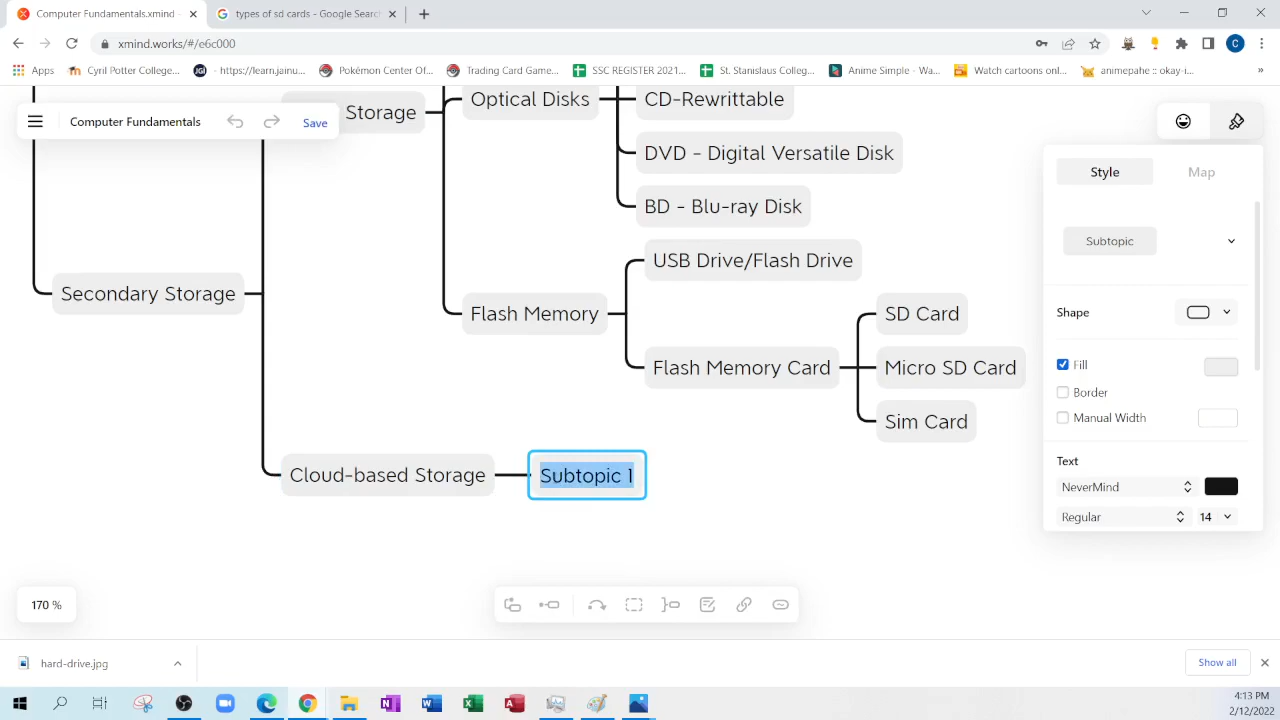 Computer Fundamentals.xmind -
types of sd cards - Google Search
xmind.works/#/e6c000
C
Apps
Cyril Potter College...
- https://learn.jainu...
Pokémon Center Of...
Trading Card Game...
SSC REGISTER 2021...
St. Stanislaus Colleg...
Anime Simple - Wa...
Watch cartoons onl...
animepahe :: okay-i...
»
Computer Fundamentals
Save
Storage
Optical Disks
CD-Rewrittable
DVD - Digital Versatile Disk
BD - Blu-ray Disk
Secondary Storage
Flash Memory
USB Drive/Flash Drive
Flash Memory Card
SD Card
Micro SD Card
Sim Card
Cloud-based Storage
Subtopic 1
Style
Map
Subtopic
Shape
Fill
Border
Manual Width
Text
NeverMind
Regular
14
170 %
hard-drive.jpg
Show all
4:13 PM
2/12/2022